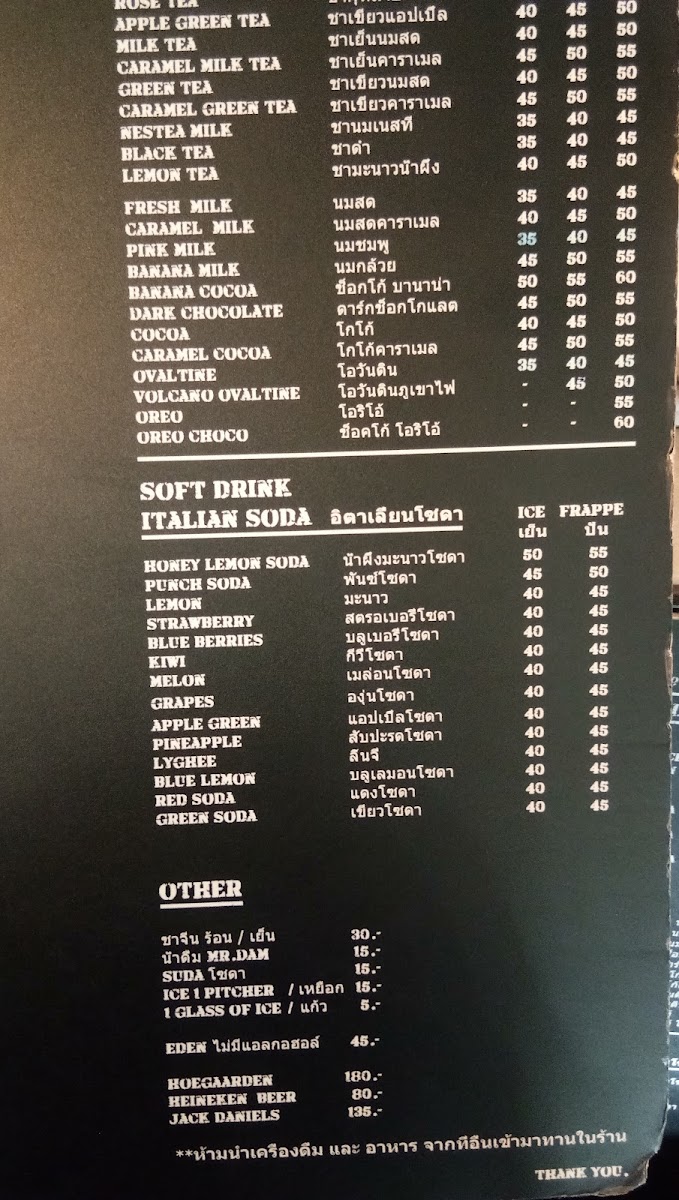 ROSE TEA 40 45 50
APPLE GREEN TEA ชาเขียวแอปเปิล 40 45 50
MILK TEA ชาเย็นนมสด 45 50 55
CARAMEL MILK TEA ชาเย็นคาราเมล 40 45 50
GREEN TEA ชาเขียวนมสด 45 50 55
CARAMEL GREEN TEA ชาเขียวคาราเมล 35 40 45
NESTEA MILK ชานมเนสที 35 40 45
BLACK TEA ชาดำ 40 45 50
LEMON TEA ชามะนาวน้ำผึ้ง
FRESH MILK นมสด 35 40 45
CARAMEL MILK นมสดคาราเมล 40 45 50
PINK MILK นมชมพู 35 40 45
BANANA MILK นมกล้วย 45 50 55
BANANA COCOA ช็อกโก้ บานาน่า 50 55 60
DARK CHOCOLATE ดาร์กช็อกโกแลต 45 50 55
COCOA โกโก้ 40 45 50
CARAMEL COCOA โกโก้คาราเมล 45 50 55
OVALTINE โอวันติน 35 40 45
VOLCANO OVALTINE โอวันตินภูเขาไฟ - 45 50
OREO โอริโอ้ - - 55
OREO CHOCO ช็อคโก้ โอริโอ้ - - 60
SOFT DRINK
ITALIAN SODA อิตาเลียนโซดา ICE FRAPPE
เย็น ปั่น
HONEY LEMON SODA น้ำผึ้งมะนาวโซดา 50 55
PUNCH SODA พันช์โซดา 45 50
LEMON มะนาว 40 45
STRAWBERRY สตรอเบอรี่โซดา 40 45
BLUE BERRIES บลูเบอรี่โซดา 40 45
KIWI กีวี่โซดา 40 45
MELON เมล่อนโซดา 40 45
GRAPES องุ่นโซดา 40 45
APPLE GREEN แอปเปิลโซดา 40 45
PINEAPPLE สับปะรดโซดา 40 45
LYGHEE ลิ้นจี่ 40 45
BLUE LEMON บลูเลมอนโซดา 40 45
RED SODA แดงโซดา 40 45
GREEN SODA เขียวโซดา 40 45
OTHER
ชาจีน ร้อน / เย็น 30.-
น้ำดื่ม MR.DAM 15.-
SUDA โซดา 15.-
ICE 1 PITCHER / เหยือก 15.-
1 GLASS OF ICE / แก้ว 5.-
EDEN ไม่มีแอลกอฮอล์ 45.-
HOEGAARDEN 180.-
HEINEKEN BEER 80.-
JACK DANIELS 135.-
**ห้ามนำเครื่องดื่ม และ อาหาร จากที่อื่นเข้ามาทานในร้าน
THANK YOU.